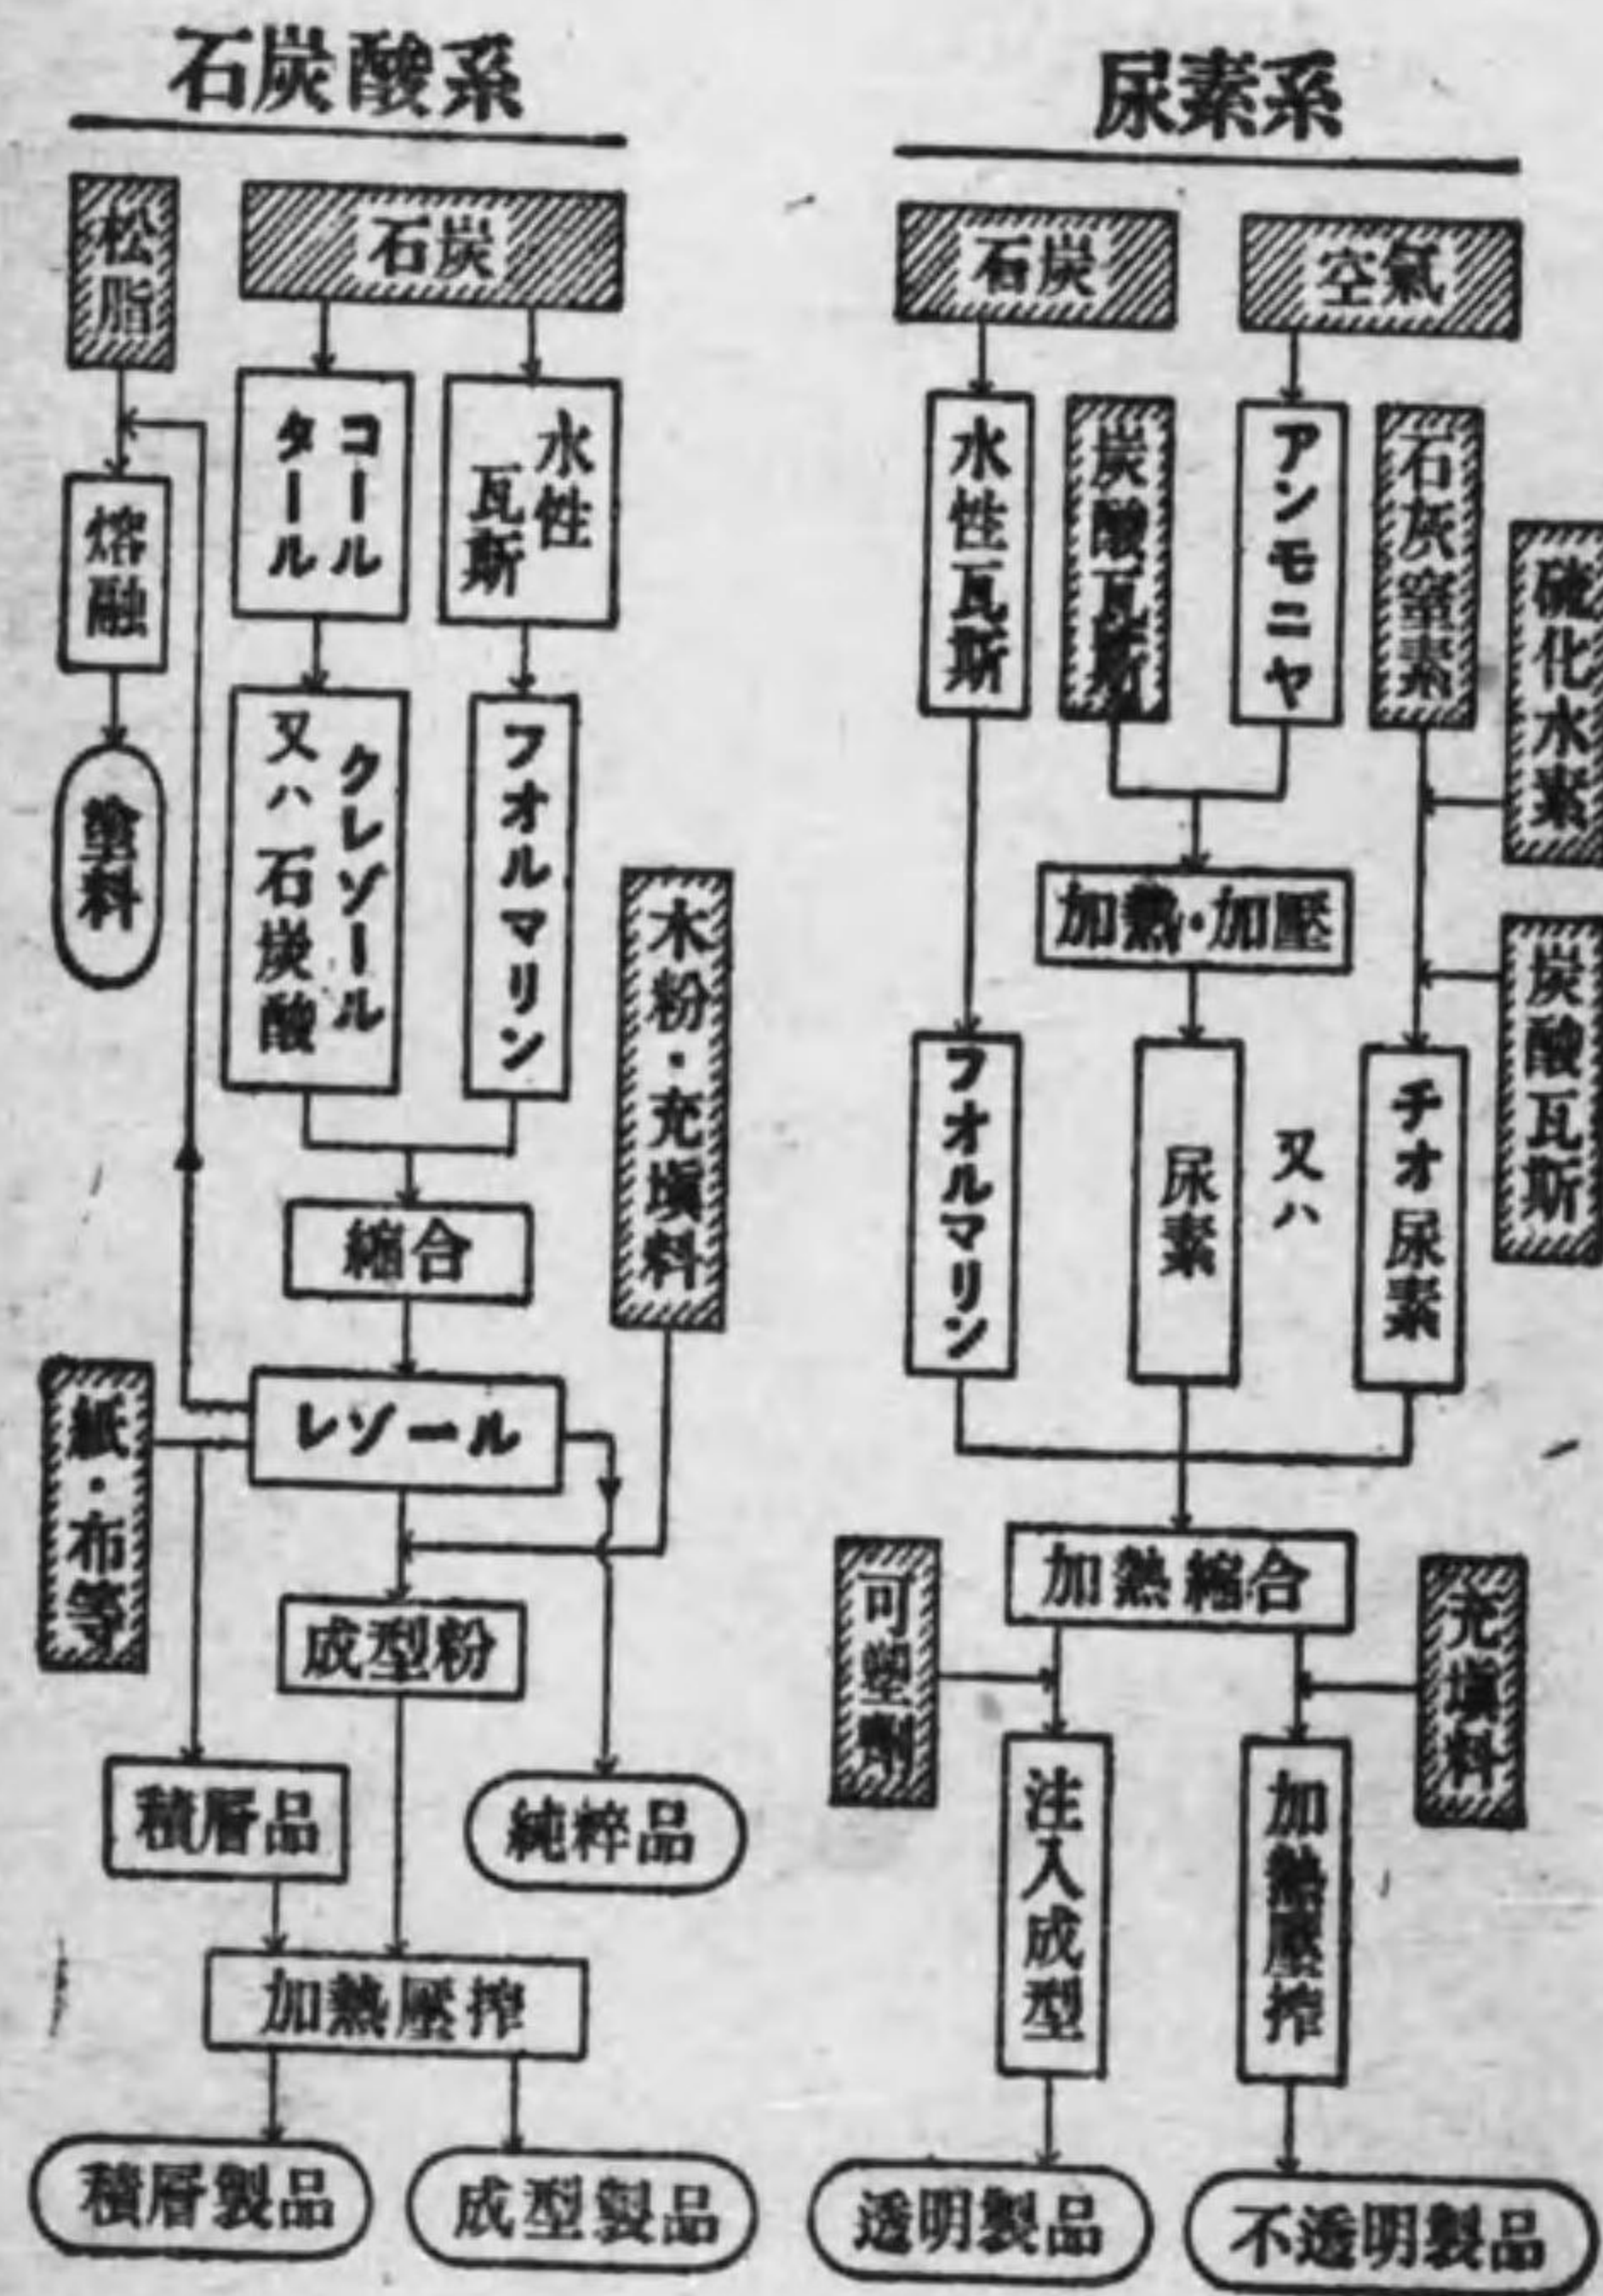 石炭酸系
松脂
石炭
コール
タール
水性
瓦斯
熔融
クレゾール
又ハ石炭酸
フオルマリン
塗料
木粉・充塡料
縮合
レゾール
紙・布等
成型粉
積層品
純粹品
加熱壓搾
積層製品
成型製品
尿素系
石炭
空氣
水性瓦斯
炭酸瓦斯
アンモニヤ
石灰窒素
硫化水素
加熱・加壓
炭酸瓦斯
フオルマリン
尿素
又ハ
チオ尿素
加熱縮合
可塑劑
充塡料
注入成型
加熱壓搾
透明製品
不透明製品